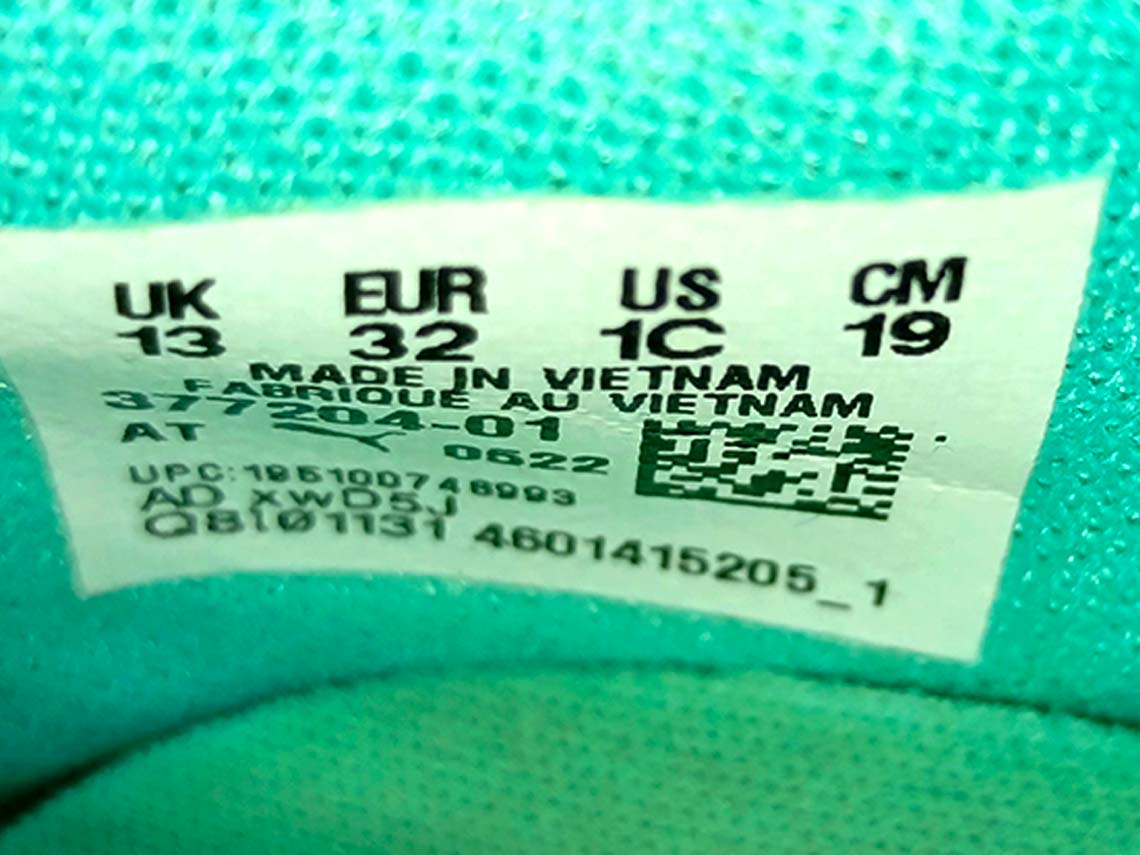 UK EUR US CM
13 32 1C 19
MADE IN VIETNAM
FABRIQUE AU VIETNAM
377204-01
AT 0522
UPC:195100746993
AD XWD5J
Q8I01131 4601415205_1